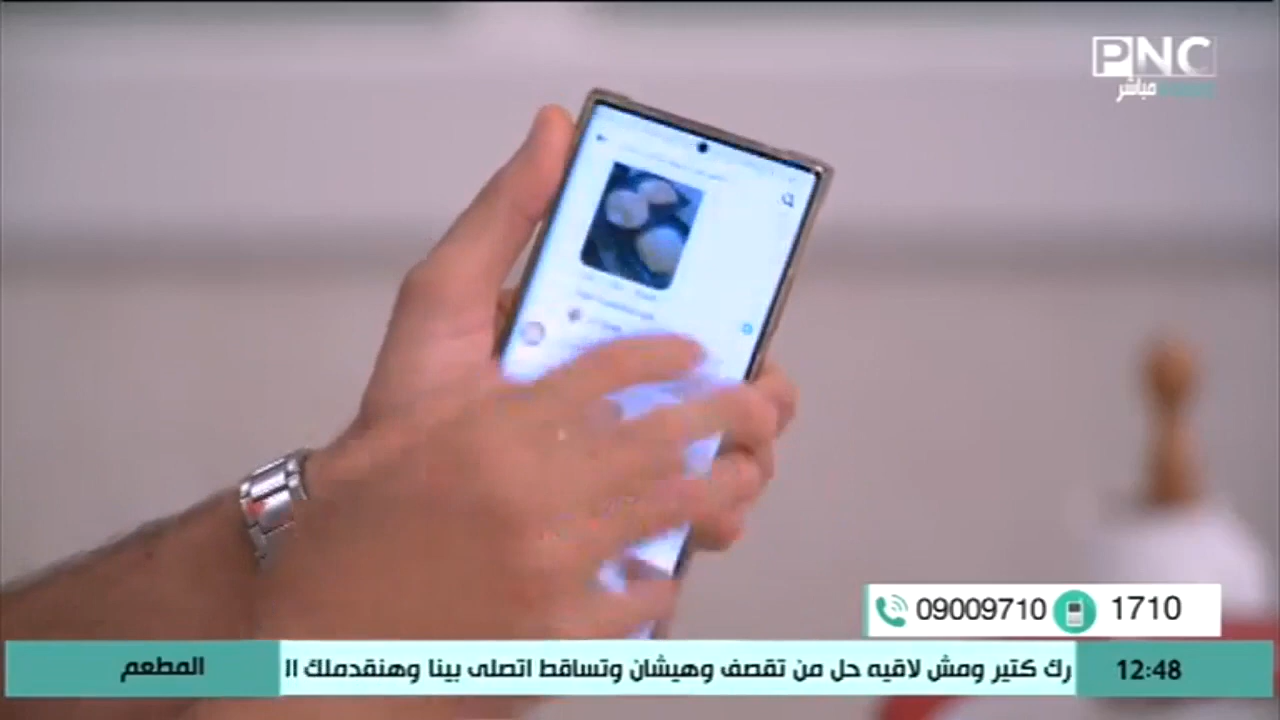 PNC
مباشر
09009710
1710
المطعم
رك كتير ومش لاقيه حل من تقصف وهيشان وتساقط اتصلى بينا وهنقدملك اا
12:48